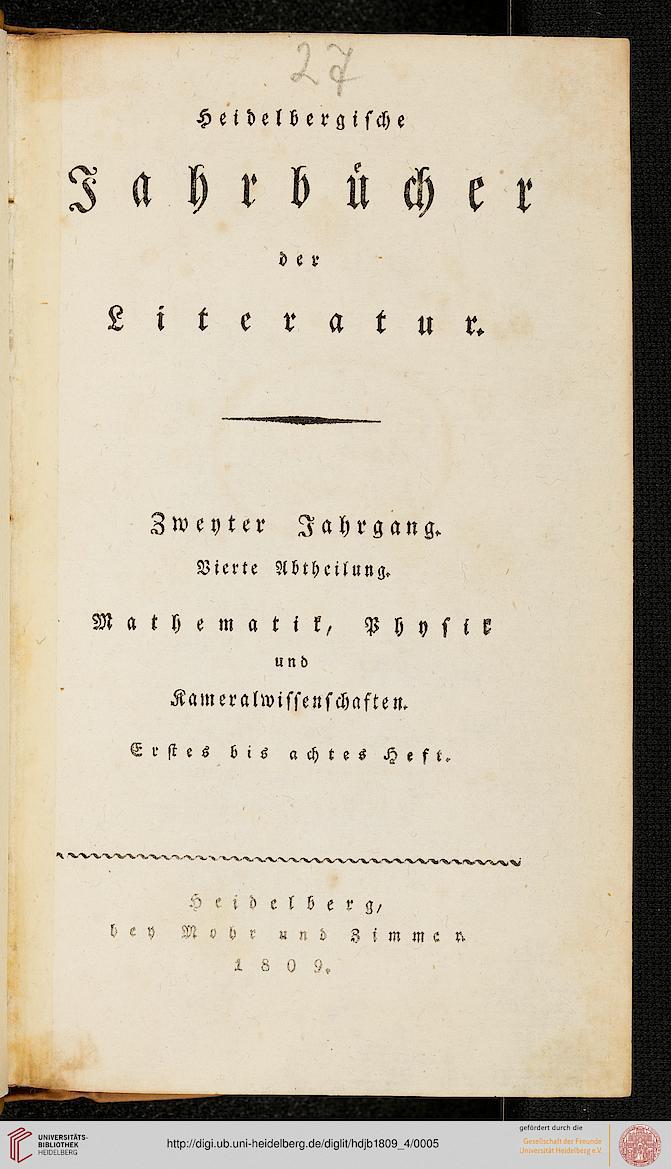 27
Heidelbergische
Jahrbücher
der
Literatur.
Zweyter Jahrgang.
Vierte Abtheilung.
Mathematik, Physik
und
Kameralwissenschaften.
Erstes bis achtes Heft.
Heidelberg,
bey Mohr und Zimmer.
1809.
UNIVERSITÄTS-
BIBLIOTHEK
HEIDELBERG
http://digi.ub.uni-heidelberg.de/diglit/hdjb1809_4/0005
gefördert durch die
Gesellschaft der Freunde
Universität Heidelberg e.V.